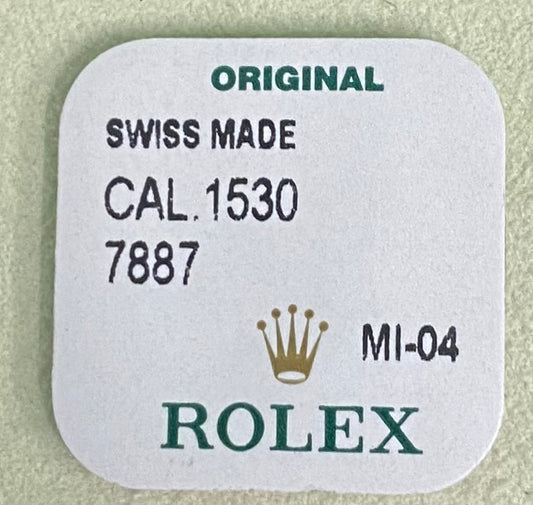 ORIGINAL
SWISS MADE
CAL.1530
7887
MI-04
ROLEX